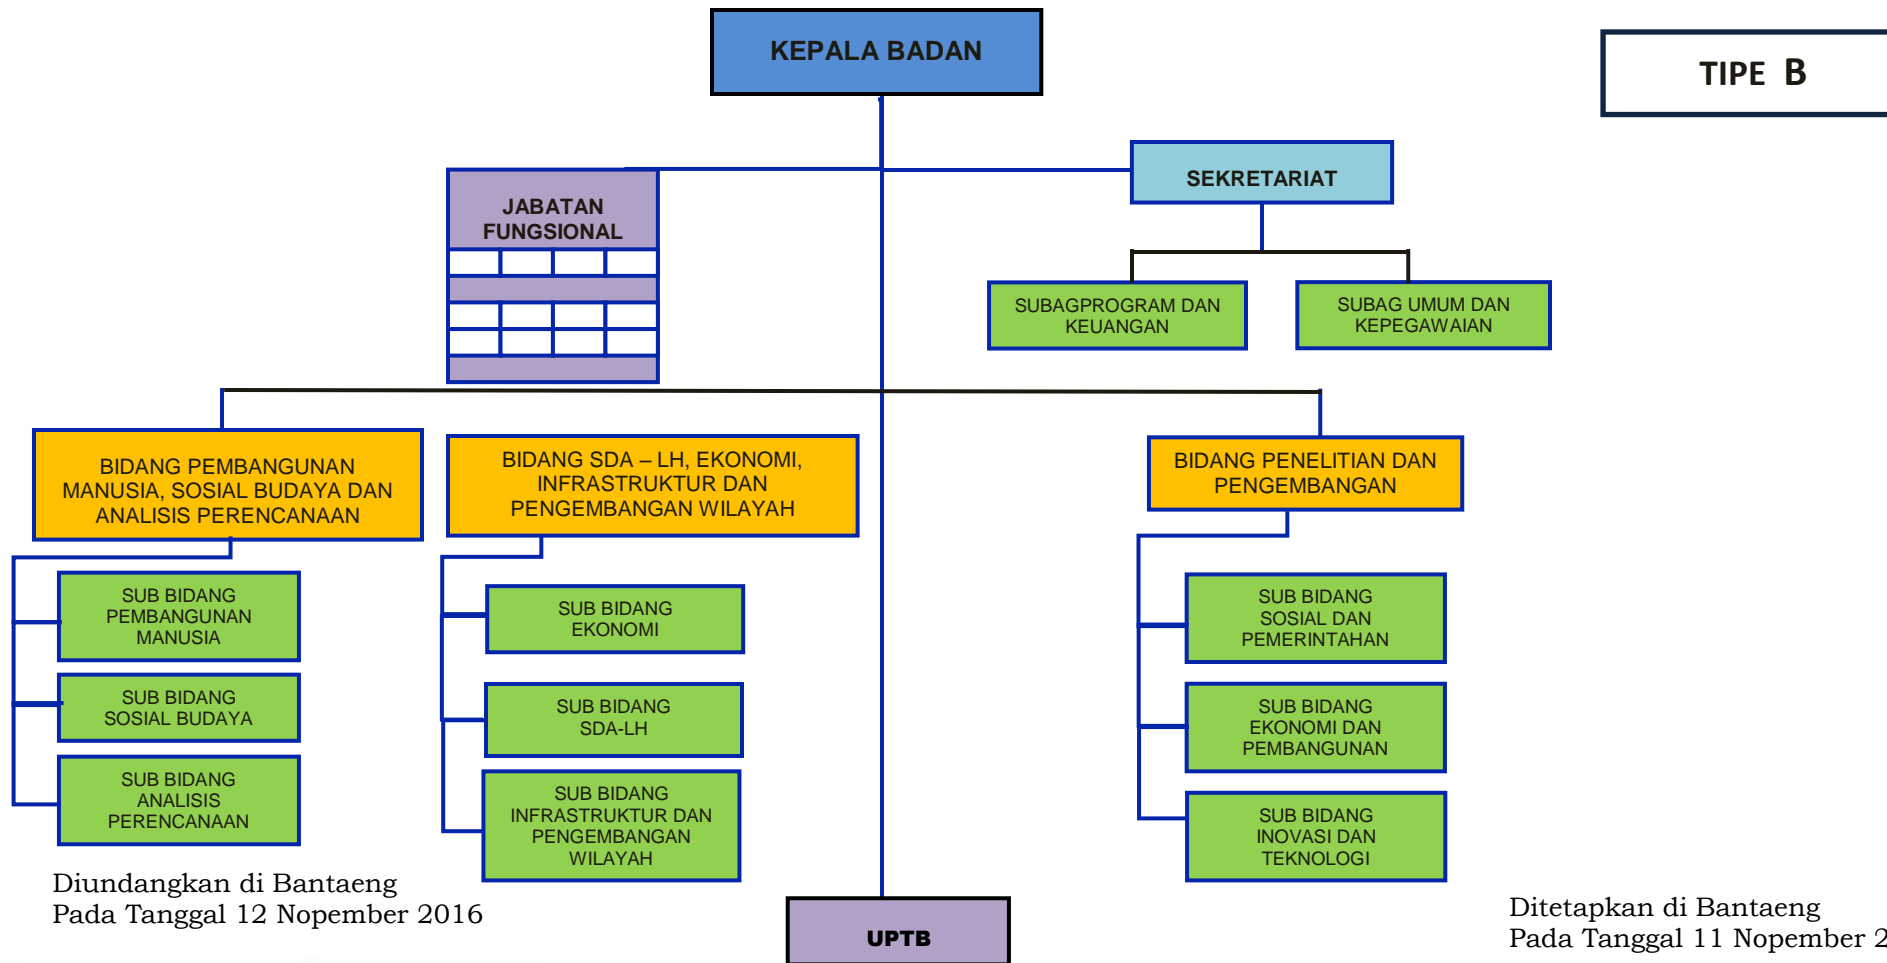 KEPALA BADAN
TIPE B
SEKRETARIAT
JABATAN
FUNGSIONAL
SUBAGPROGRAM DAN
KEUANGAN
SUBAG UMUM DAN
KEPEGAWAIAN
BIDANG PEMBANGUNAN
MANUSIA, SOSIAL BUDAYA DAN
ANALISIS PERENCANAAN
BIDANG SDA – LH, EKONOMI,
INFRASTRUKTUR DAN
PENGEMBANGAN WILAYAH
BIDANG PENELITIAN DAN
PENGEMBANGAN
SUB BIDANG
PEMBANGUNAN
MANUSIA
SUB BIDANG
SOSIAL BUDAYA
SUB BIDANG
ANALISIS
PERENCANAAN
SUB BIDANG
EKONOMI
SUB BIDANG
SDA-LH
SUB BIDANG
INFRASTRUKTUR DAN
PENGEMBANGAN
WILAYAH
SUB BIDANG
SOSIAL DAN
PEMERINTAHAN
SUB BIDANG
EKONOMI DAN
PEMBANGUNAN
SUB BIDANG
INOVASI DAN
TEKNOLOGI
Diundangkan di Bantaeng
Pada Tanggal 12 Nopember 2016
UPTB
Ditetapkan di Bantaeng
Pada Tanggal 11 Nopember 2